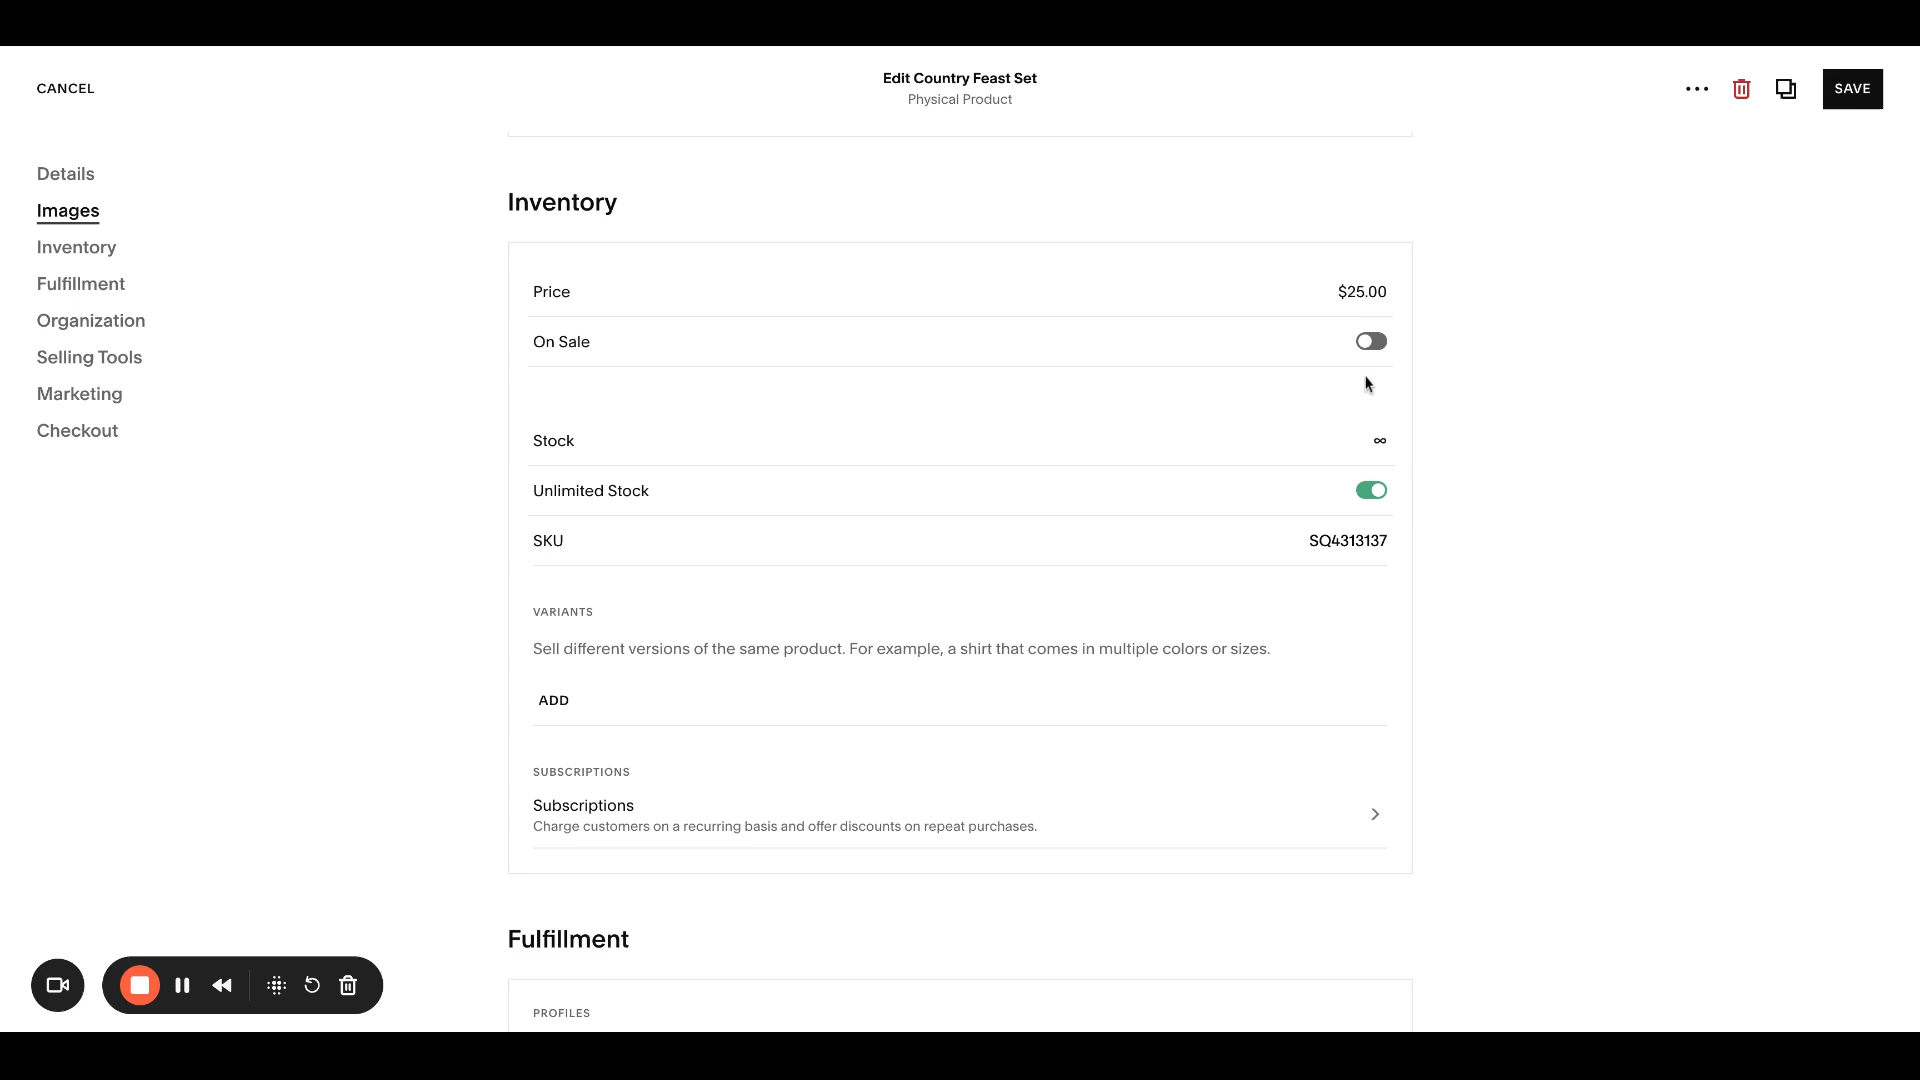 CANCEL
Edit Country Feast Set
Physical Product
SAVE
Details
Images
Inventory
Fulfillment
Organization
Selling Tools
Marketing
Checkout
Inventory
Price $25.00
On Sale
Stock ∞
Unlimited Stock
SKU SQ4313137
VARIANTS
Sell different versions of the same product. For example, a shirt that comes in multiple colors or sizes.
ADD
SUBSCRIPTIONS
Subscriptions
Charge customers on a recurring basis and offer discounts on repeat purchases.
Fulfillment
PROFILES